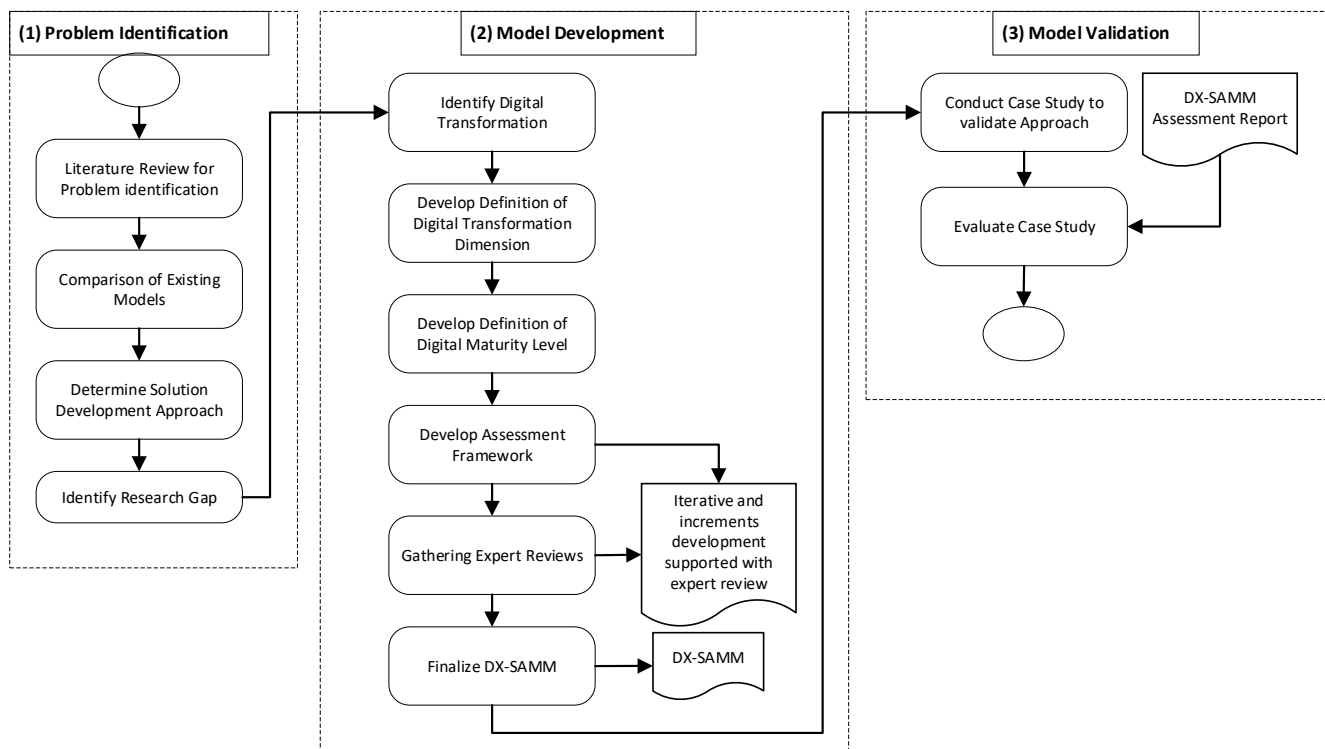 (1) Problem Identification
Literature Review for
Problem identification
Comparison of Existing
Models
Determine Solution
Development Approach
Identify Research Gap
(2) Model Development
Identify Digital
Transformation
Develop Definition of
Digital Transformation
Dimension
Develop Definition of
Digital Maturity Level
Develop Assessment
Framework
Gathering Expert Reviews
Iterative and
increments
development
supported with
expert review
Finalize DX-SAMM
DX-SAMM
(3) Model Validation
Conduct Case Study to
validate Approach
DX-SAMM
Assessment Report
Evaluate Case Study